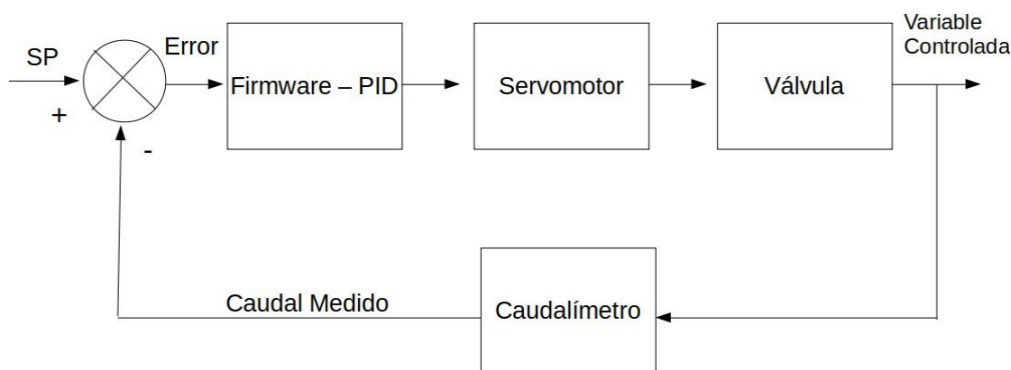 Variable
Controlada
SP
Error
Firmware – PID
Servomotor
Válvula
+
-
Caudal Medido
Caudalímetro